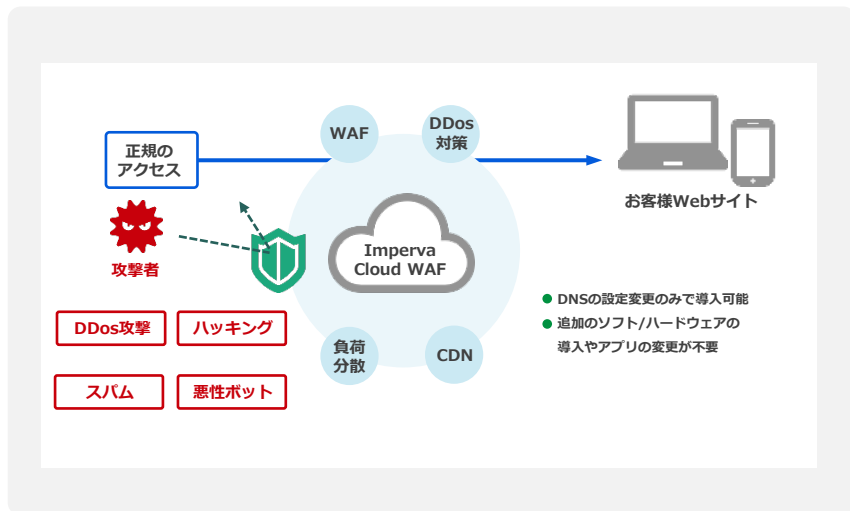 正規の
アクセス
攻撃者
DDos攻撃
ハッキング
スパム
悪性ボット
WAF
DDos
対策
Imperva
Cloud WAF
負荷
分散
CDN
お客様Webサイト
DNSの設定変更のみで導入可能
追加のソフト/ハードウェアの
導入やアプリの変更が不要